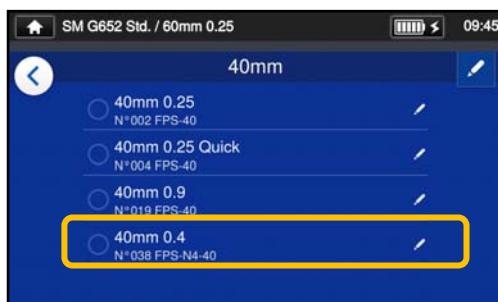 SM G652 Std. / 60mm 0.25 09:45
40mm
40mm 0.25
N°002 FPS-40
40mm 0.25 Quick
N°004 FPS-40
40mm 0.9
N°019 FPS-40
40mm 0.4
N°038 FPS-N4-40